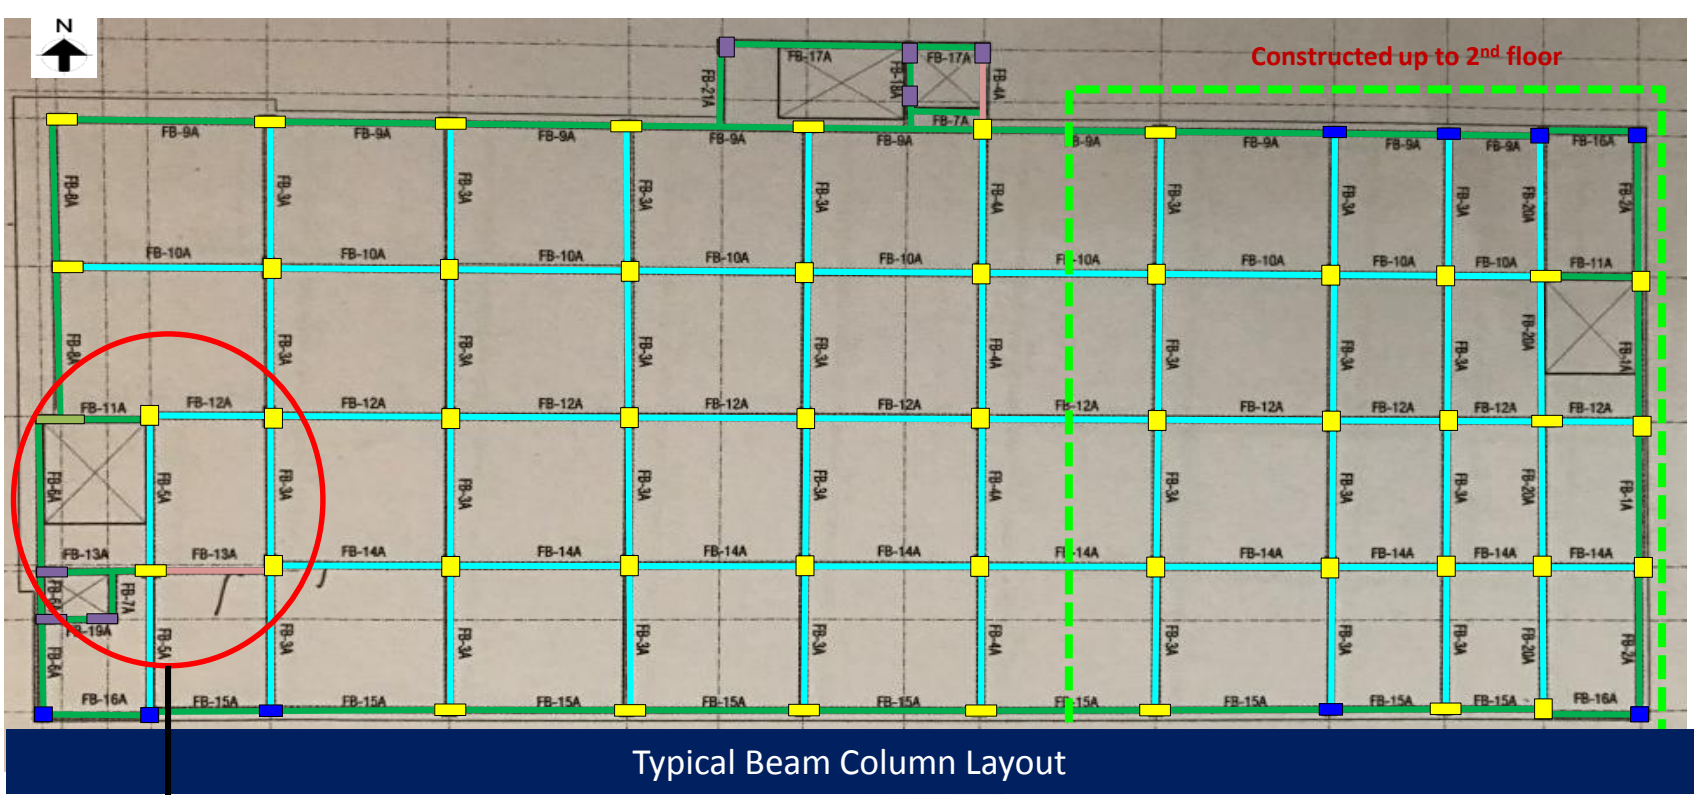 N
Constructed up to 2nd floor
FB-17A FB-17A
FB-21A FB-18A FB-4A
FB-7A
FB-9A FB-9A FB-9A FB-9A FB-9A FB-9A FB-9A FB-9A FB-9A FB-16A
FB-8A FB-3A FB-3A FB-3A FB-3A FB-4A FB-3A FB-3A FB-3A FB-20A FB-2A
FB-10A FB-10A FB-10A FB-10A FB-10A FB-10A FB-10A FB-10A FB-10A FB-11A
FB-8A FB-3A FB-3A FB-3A FB-3A FB-4A FB-3A FB-3A FB-3A FB-20A FB-1A
FB-11A FB-12A FB-12A FB-12A FB-12A FB-12A FB-12A FB-12A FB-12A FB-12A FB-12A
FB-6A FB-5A FB-3A FB-3A FB-3A FB-3A FB-4A FB-3A FB-3A FB-3A FB-20A FB-1A
FB-13A FB-13A FB-14A FB-14A FB-14A FB-14A FB-14A FB-14A FB-14A FB-14A FB-14A
FB-6A FB-7A
FB-19A
FB-6A FB-5A FB-3A FB-3A FB-3A FB-3A FB-4A FB-3A FB-3A FB-3A FB-20A FB-2A
FB-16A FB-15A FB-15A FB-15A FB-15A FB-15A FB-15A FB-15A FB-15A FB-15A FB-16A
Typical Beam Column Layout